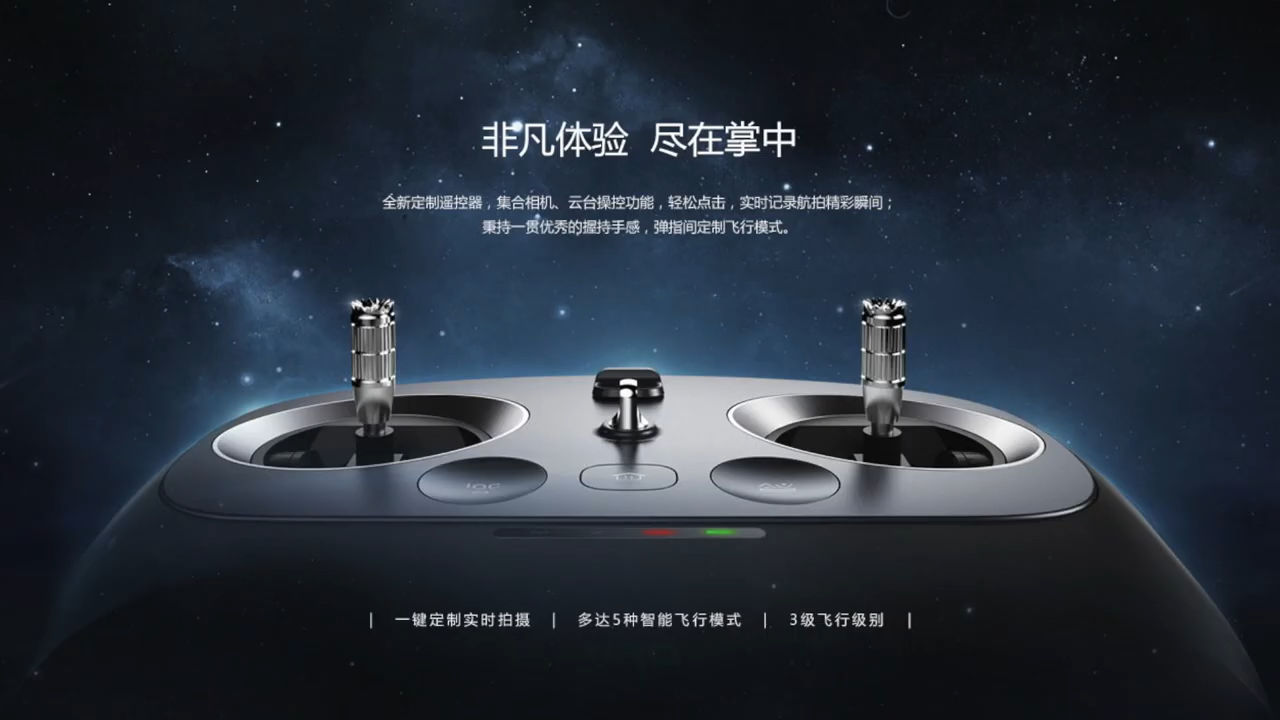 非凡体验 尽在掌中
全新定制遥控器，集合相机、云台操控功能，轻松点击，实时记录航拍精彩瞬间；
秉持一贯优秀的握持手感，弹指间定制飞行模式。
| 一键定制实时拍摄 | 多达5种智能飞行模式 | 3级飞行级别 |